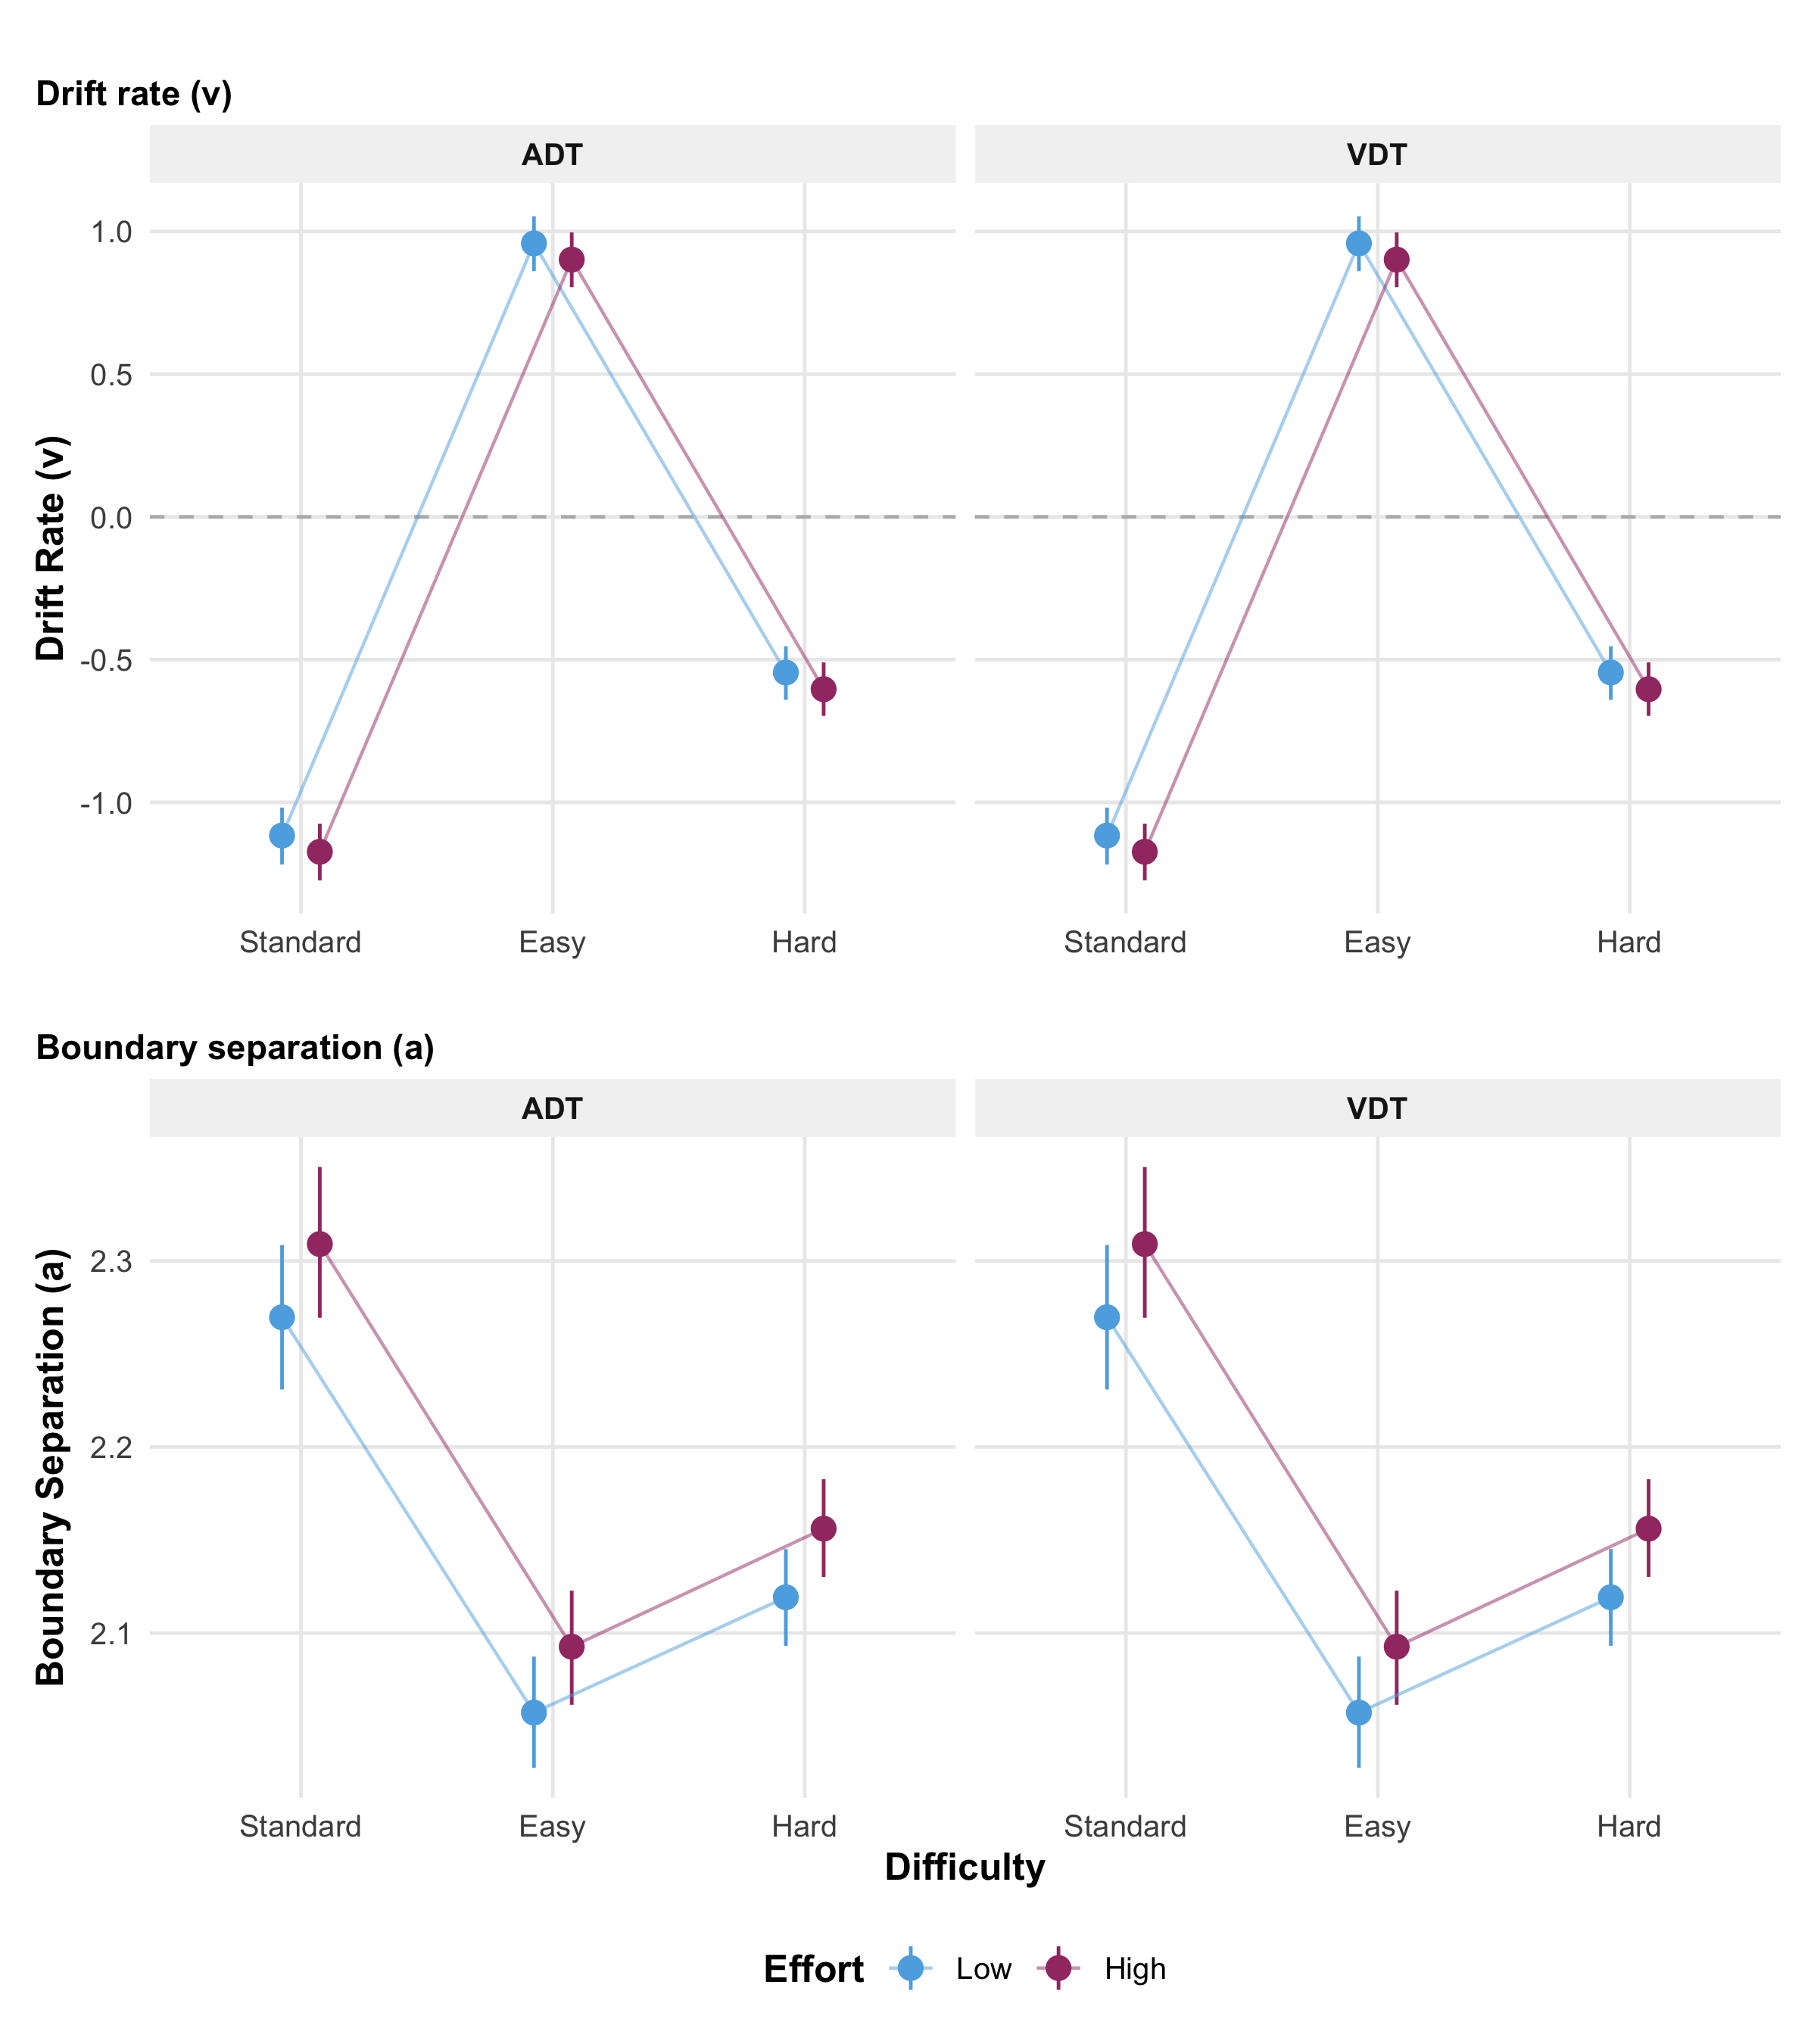 Drift rate (v)
ADT VDT
1.0
0.5
0.0
-0.5
-1.0
Drift Rate (v)
Standard Easy Hard Standard Easy Hard
Boundary separation (a)
ADT VDT
2.3
2.2
2.1
Boundary Separation (a)
Standard Easy Hard Standard Easy Hard
Difficulty
Effort Low High